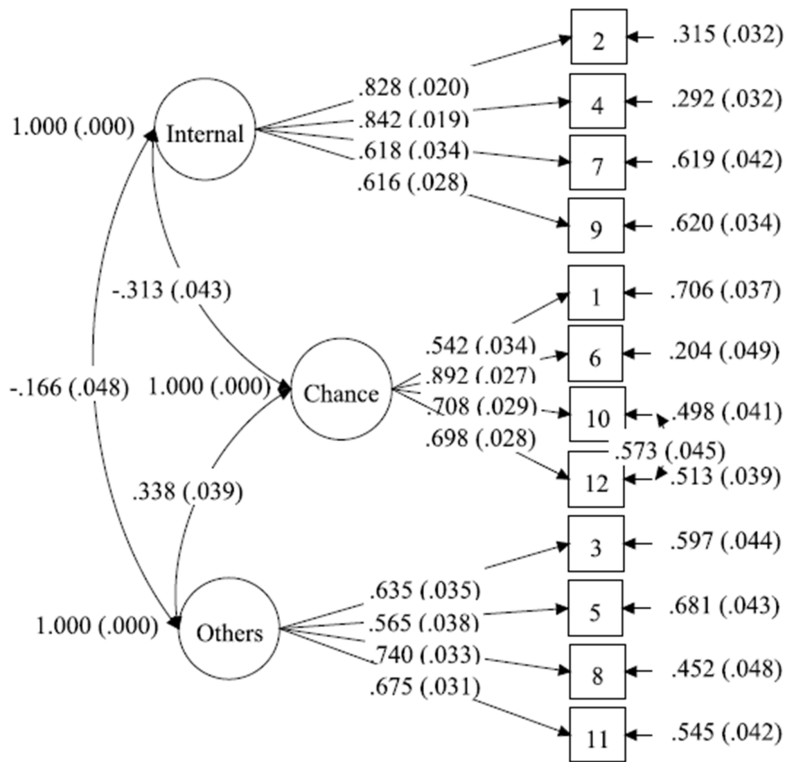 2 .315 (.032)
.828 (.020)
4 .292 (.032)
1.000 (.000) Internal .842 (.019)
.618 (.034) 7 .619 (.042)
.616 (.028)
9 .620 (.034)
-.313 (.043) 1 .706 (.037)
.542 (.034) 6 .204 (.049)
.892 (.027)
-.166 (.048) 1.000 (.000) Chance
.708 (.029) 10 .498 (.041)
.698 (.028) .573 (.045)
12 .513 (.039)
.338 (.039)
3 .597 (.044)
.635 (.035)
5 .681 (.043)
1.000 (.000) Others .565 (.038)
.740 (.033) 8 .452 (.048)
.675 (.031)
11 .545 (.042)